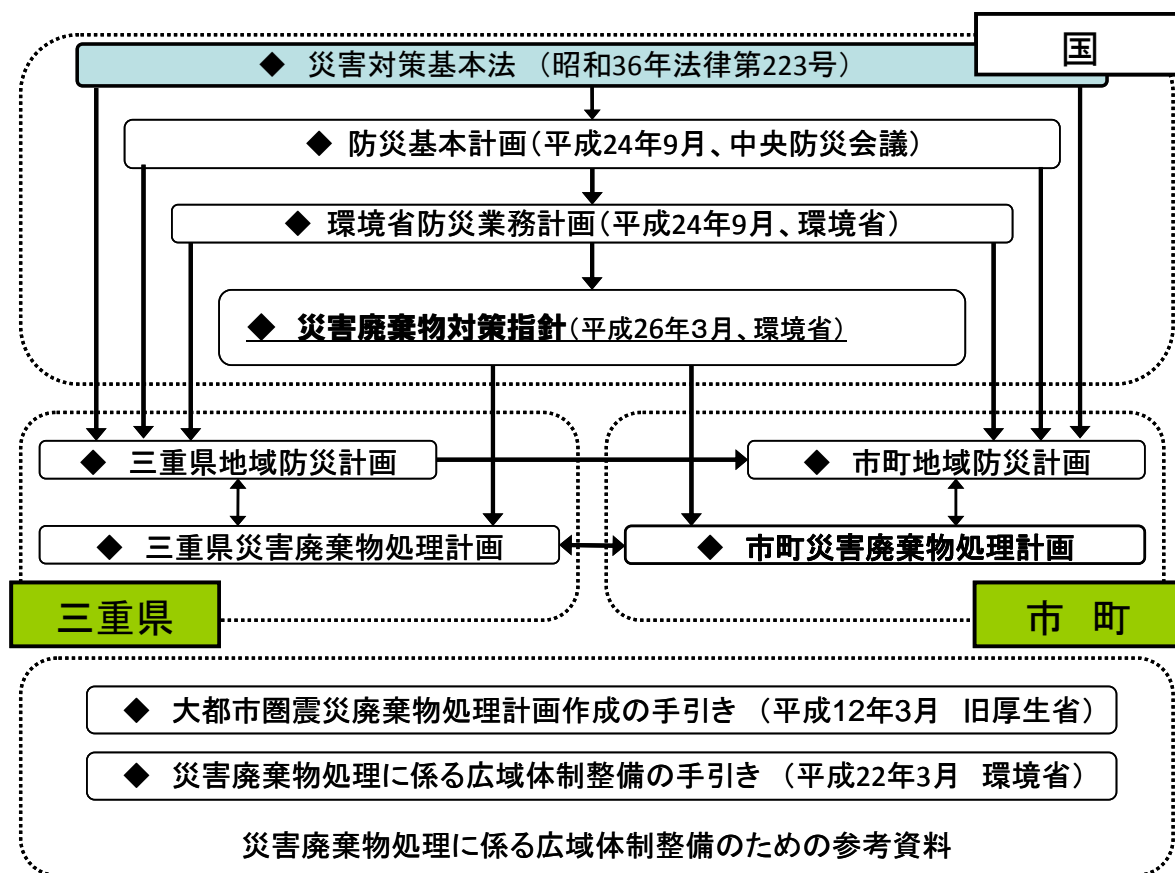 国
◆ 災害対策基本法 （昭和36年法律第223号）
◆ 防災基本計画（平成24年9月、中央防災会議）
◆ 環境省防災業務計画（平成24年9月、環境省）
◆ 災害廃棄物対策指針（平成26年３月、環境省）
◆ 三重県地域防災計画
◆ 市町地域防災計画
◆ 三重県災害廃棄物処理計画
◆ 市町災害廃棄物処理計画
三重県
市　町
◆ 大都市圏震災廃棄物処理計画作成の手引き （平成12年3月　旧厚生省）
◆ 災害廃棄物処理に係る広域体制整備の手引き （平成22年3月　環境省）
災害廃棄物処理に係る広域体制整備のための参考資料